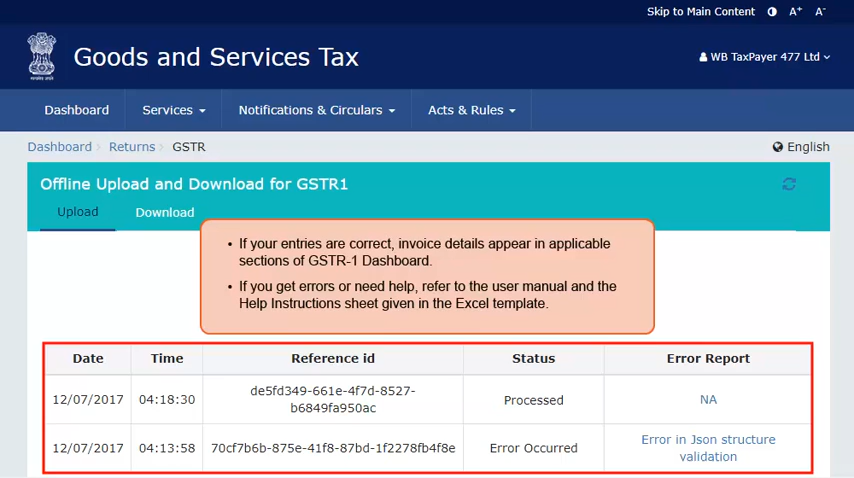 Skip to Main Content A+ A-
Goods and Services Tax
WB TaxPayer 477 Ltd
Dashboard Services Notifications & Circulars Acts & Rules
Dashboard › Returns › GSTR English
Offline Upload and Download for GSTR1
Upload Download
• If your entries are correct, invoice details appear in applicable
sections of GSTR-1 Dashboard.
• If you get errors or need help, refer to the user manual and the
Help Instructions sheet given in the Excel template.
Date Time Reference id Status Error Report
12/07/2017 04:18:30 de5fd349-661e-4f7d-8527-
b6849fa950ac Processed NA
12/07/2017 04:13:58 70cf7b6b-875e-41f8-87bd-1f2278fb4f8e Error Occurred Error in Json structure
validation